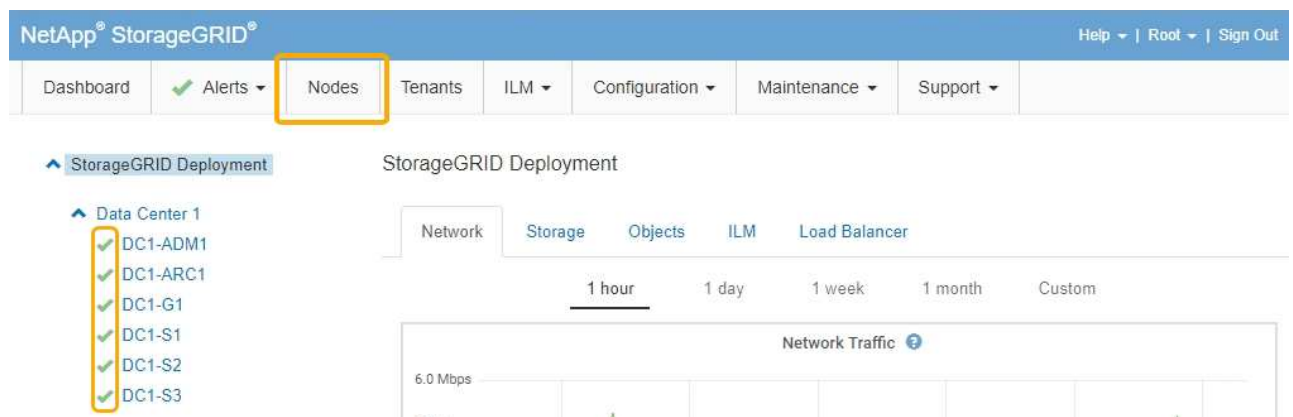 NetApp® StorageGRID®
Help | Root | Sign Out
Dashboard Alerts Nodes Tenants ILM Configuration Maintenance Support
StorageGRID Deployment
Data Center 1
DC1-ADM1
DC1-ARC1
DC1-G1
DC1-S1
DC1-S2
DC1-S3
StorageGRID Deployment
Network Storage Objects ILM Load Balancer
1 hour 1 day 1 week 1 month Custom
Network Traffic
6.0 Mbps